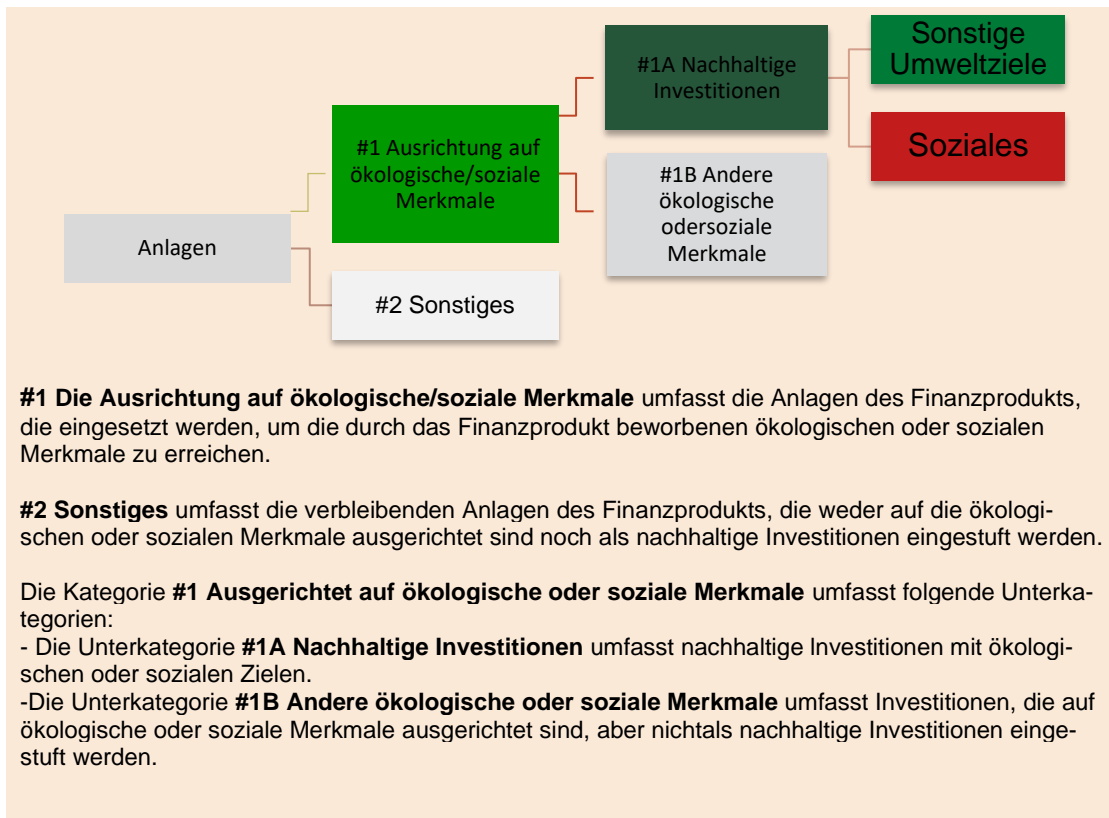 Sonstige
Umweltziele
#1A Nachhaltige
Investitionen
Soziales
#1 Ausrichtung auf
ökologische/soziale
Merkmale
#1B Andere
ökologische
odersoziale
Merkmale
Anlagen
#2 Sonstiges
#1 Die Ausrichtung auf ökologische/soziale Merkmale umfasst die Anlagen des Finanzprodukts,
die eingesetzt werden, um die durch das Finanzprodukt beworbenen ökologischen oder sozialen
Merkmale zu erreichen.
#2 Sonstiges umfasst die verbleibenden Anlagen des Finanzprodukts, die weder auf die ökologi-
schen oder sozialen Merkmale ausgerichtet sind noch als nachhaltige Investitionen eingestuft werden.
Die Kategorie #1 Ausgerichtet auf ökologische oder soziale Merkmale umfasst folgende Unterka-
tegorien:
- Die Unterkategorie #1A Nachhaltige Investitionen umfasst nachhaltige Investitionen mit ökologi-
schen oder sozialen Zielen.
-Die Unterkategorie #1B Andere ökologische oder soziale Merkmale umfasst Investitionen, die auf
ökologische oder soziale Merkmale ausgerichtet sind, aber nichtals nachhaltige Investitionen einge-
stuft werden.